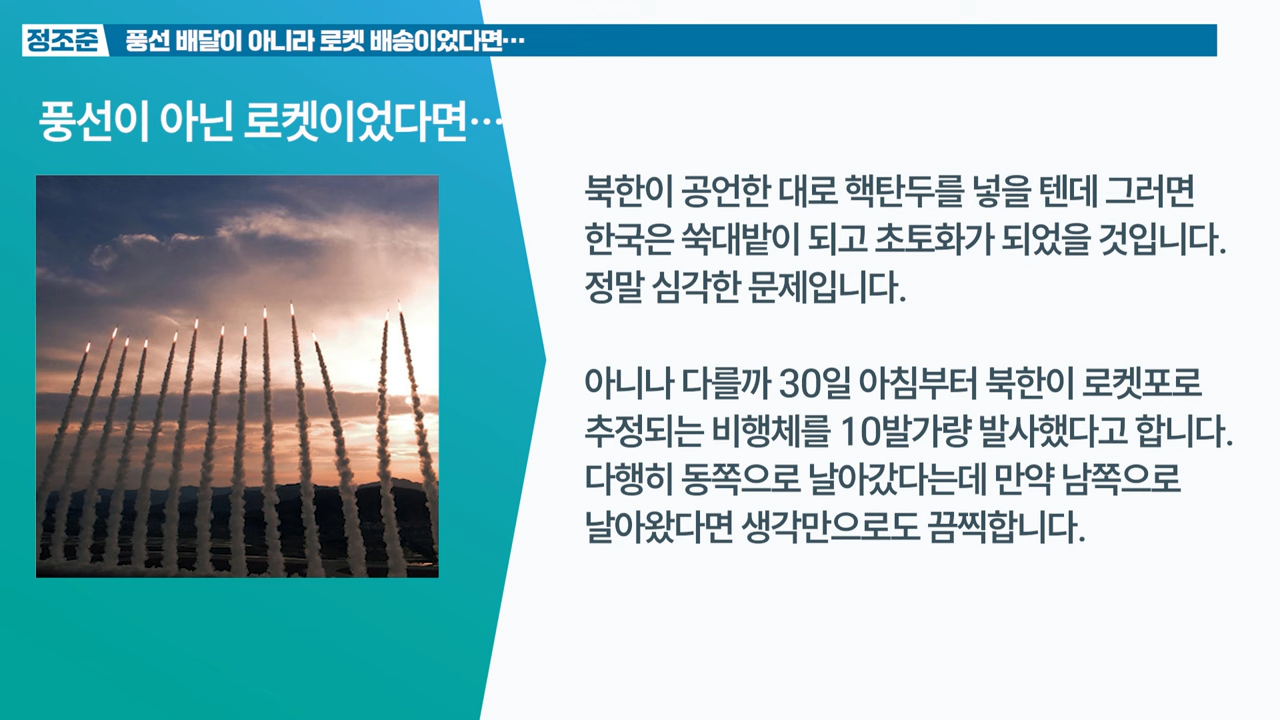 정조준 풍선 배달이 아니라 로켓 배송이었다면…
풍선이 아닌 로켓이었다면…
북한이 공언한 대로 핵탄두를 넣을 텐데 그러면
한국은 쑥대밭이 되고 초토화가 되었을 것입니다.
정말 심각한 문제입니다.
아니나 다를까 30일 아침부터 북한이 로켓포로
추정되는 비행체를 10발가량 발사했다고 합니다.
다행히 동쪽으로 날아갔다는데 만약 남쪽으로
날아왔다면 생각만으로도 끔찍합니다.